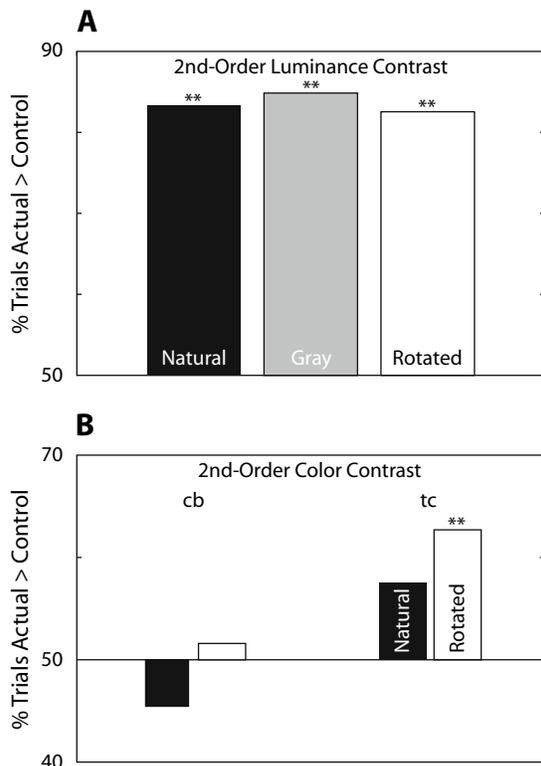 A
90
2nd-Order Luminance Contrast
**
**
**
% Trials Actual > Control
Natural
Gray
Rotated
50
B
70
2nd-Order Color Contrast
cb
tc
**
% Trials Actual > Control
Natural
Rotated
50
40